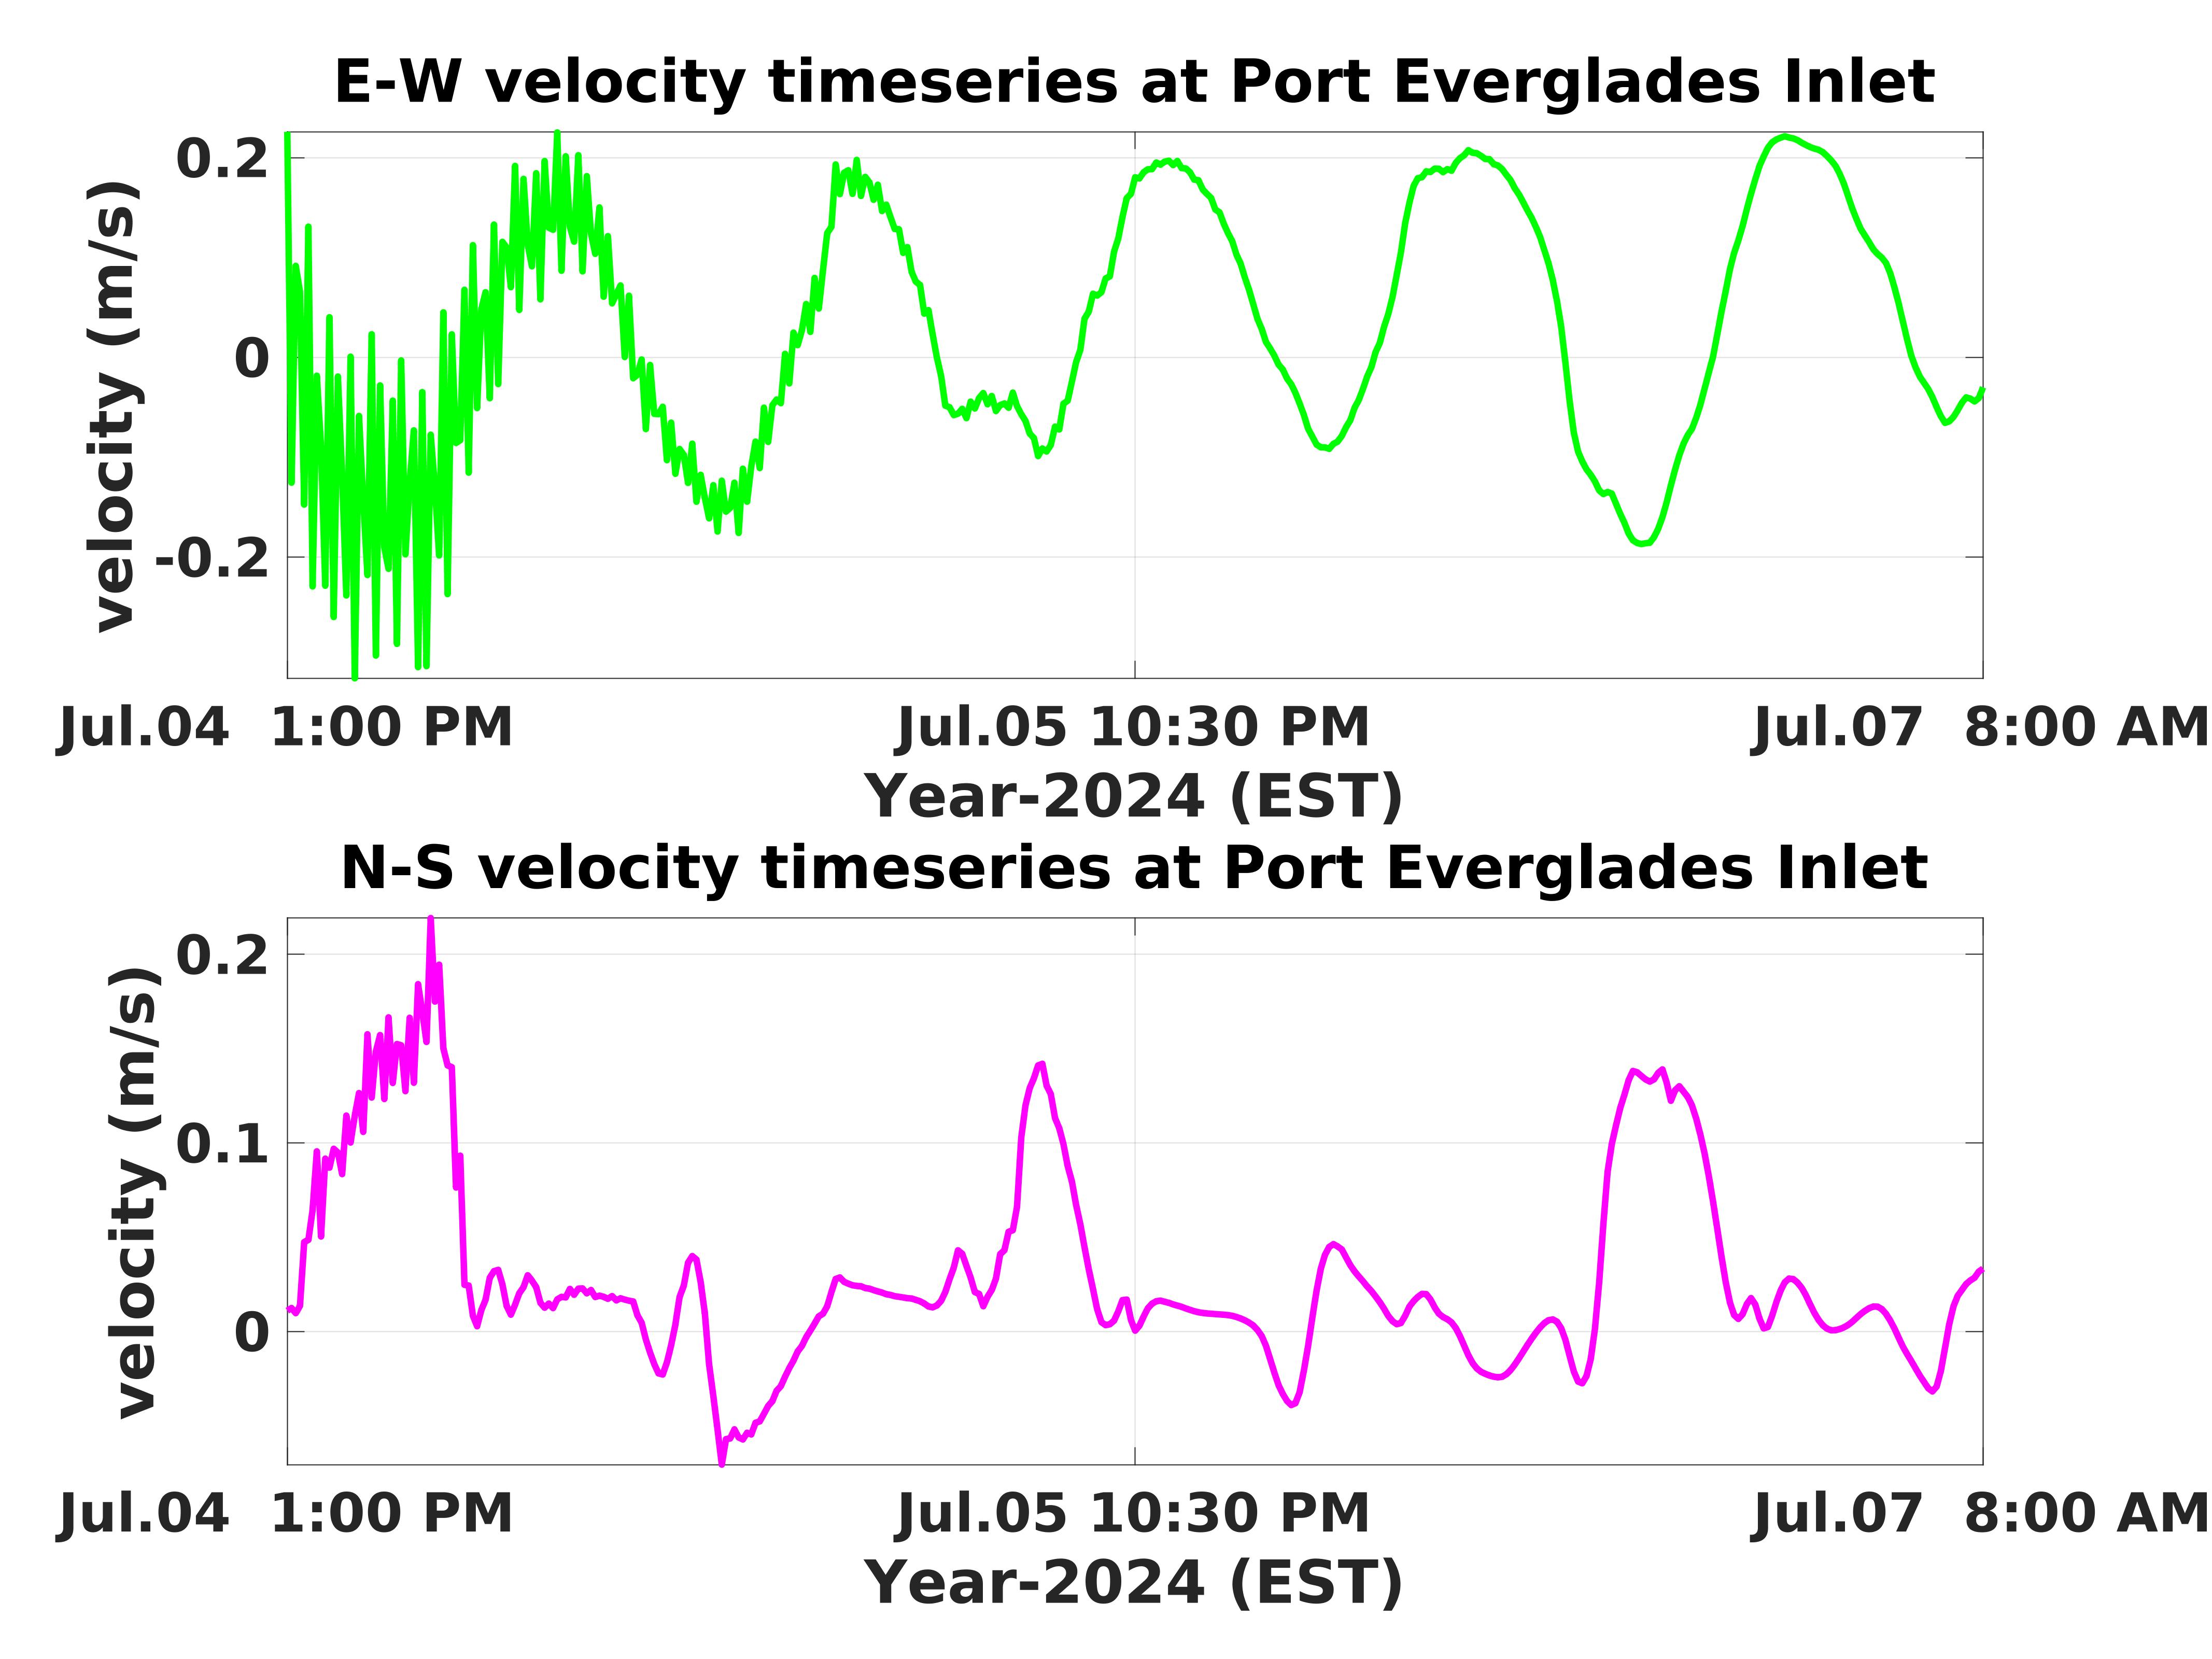 E-W velocity timeseries at Port Everglades Inlet
velocity (m/s)
0.2
0
-0.2
Jul.04  1:00 PM
Jul.05 10:30 PM
Jul.07  8:00 AM
Year-2024 (EST)
N-S velocity timeseries at Port Everglades Inlet
velocity (m/s)
0.2
0.1
0
Jul.04  1:00 PM
Jul.05 10:30 PM
Jul.07  8:00 AM
Year-2024 (EST)